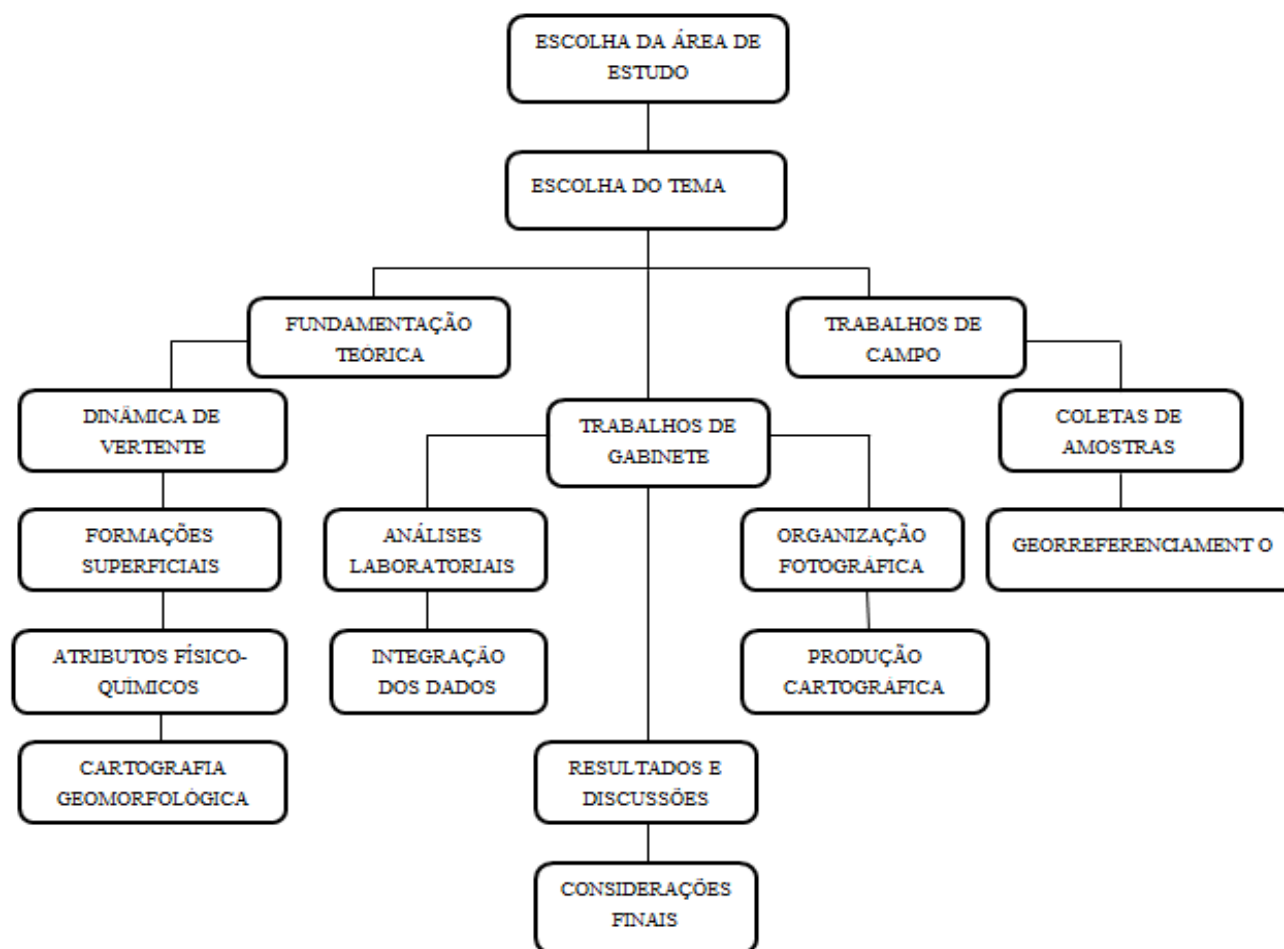 ESCOLHA DA ÁREA DE
ESTUDO
ESCOLHA DO TEMA
FUNDAMENTAÇÃO
TEÓRICA
TRABALHOS DE
CAMPO
DINÂMICA DE
VERTENTE
TRABALHOS DE
GABINETE
COLETAS DE
AMOSTRAS
FORMAÇÕES
SUPERFICIAIS
ANÁLISES
LABORATORIAIS
ORGANIZAÇÃO
FOTOGRÁFICA
GEORREFERENCIAMENT O
ATRIBUTOS FÍSICO-
QUÍMICOS
INTEGRAÇÃO
DOS DADOS
PRODUÇÃO
CARTOGRÁFICA
CARTOGRAFIA
GEOMORFOLÓGICA
RESULTADOS E
DISCUSSÕES
CONSIDERAÇÕES
FINAIS